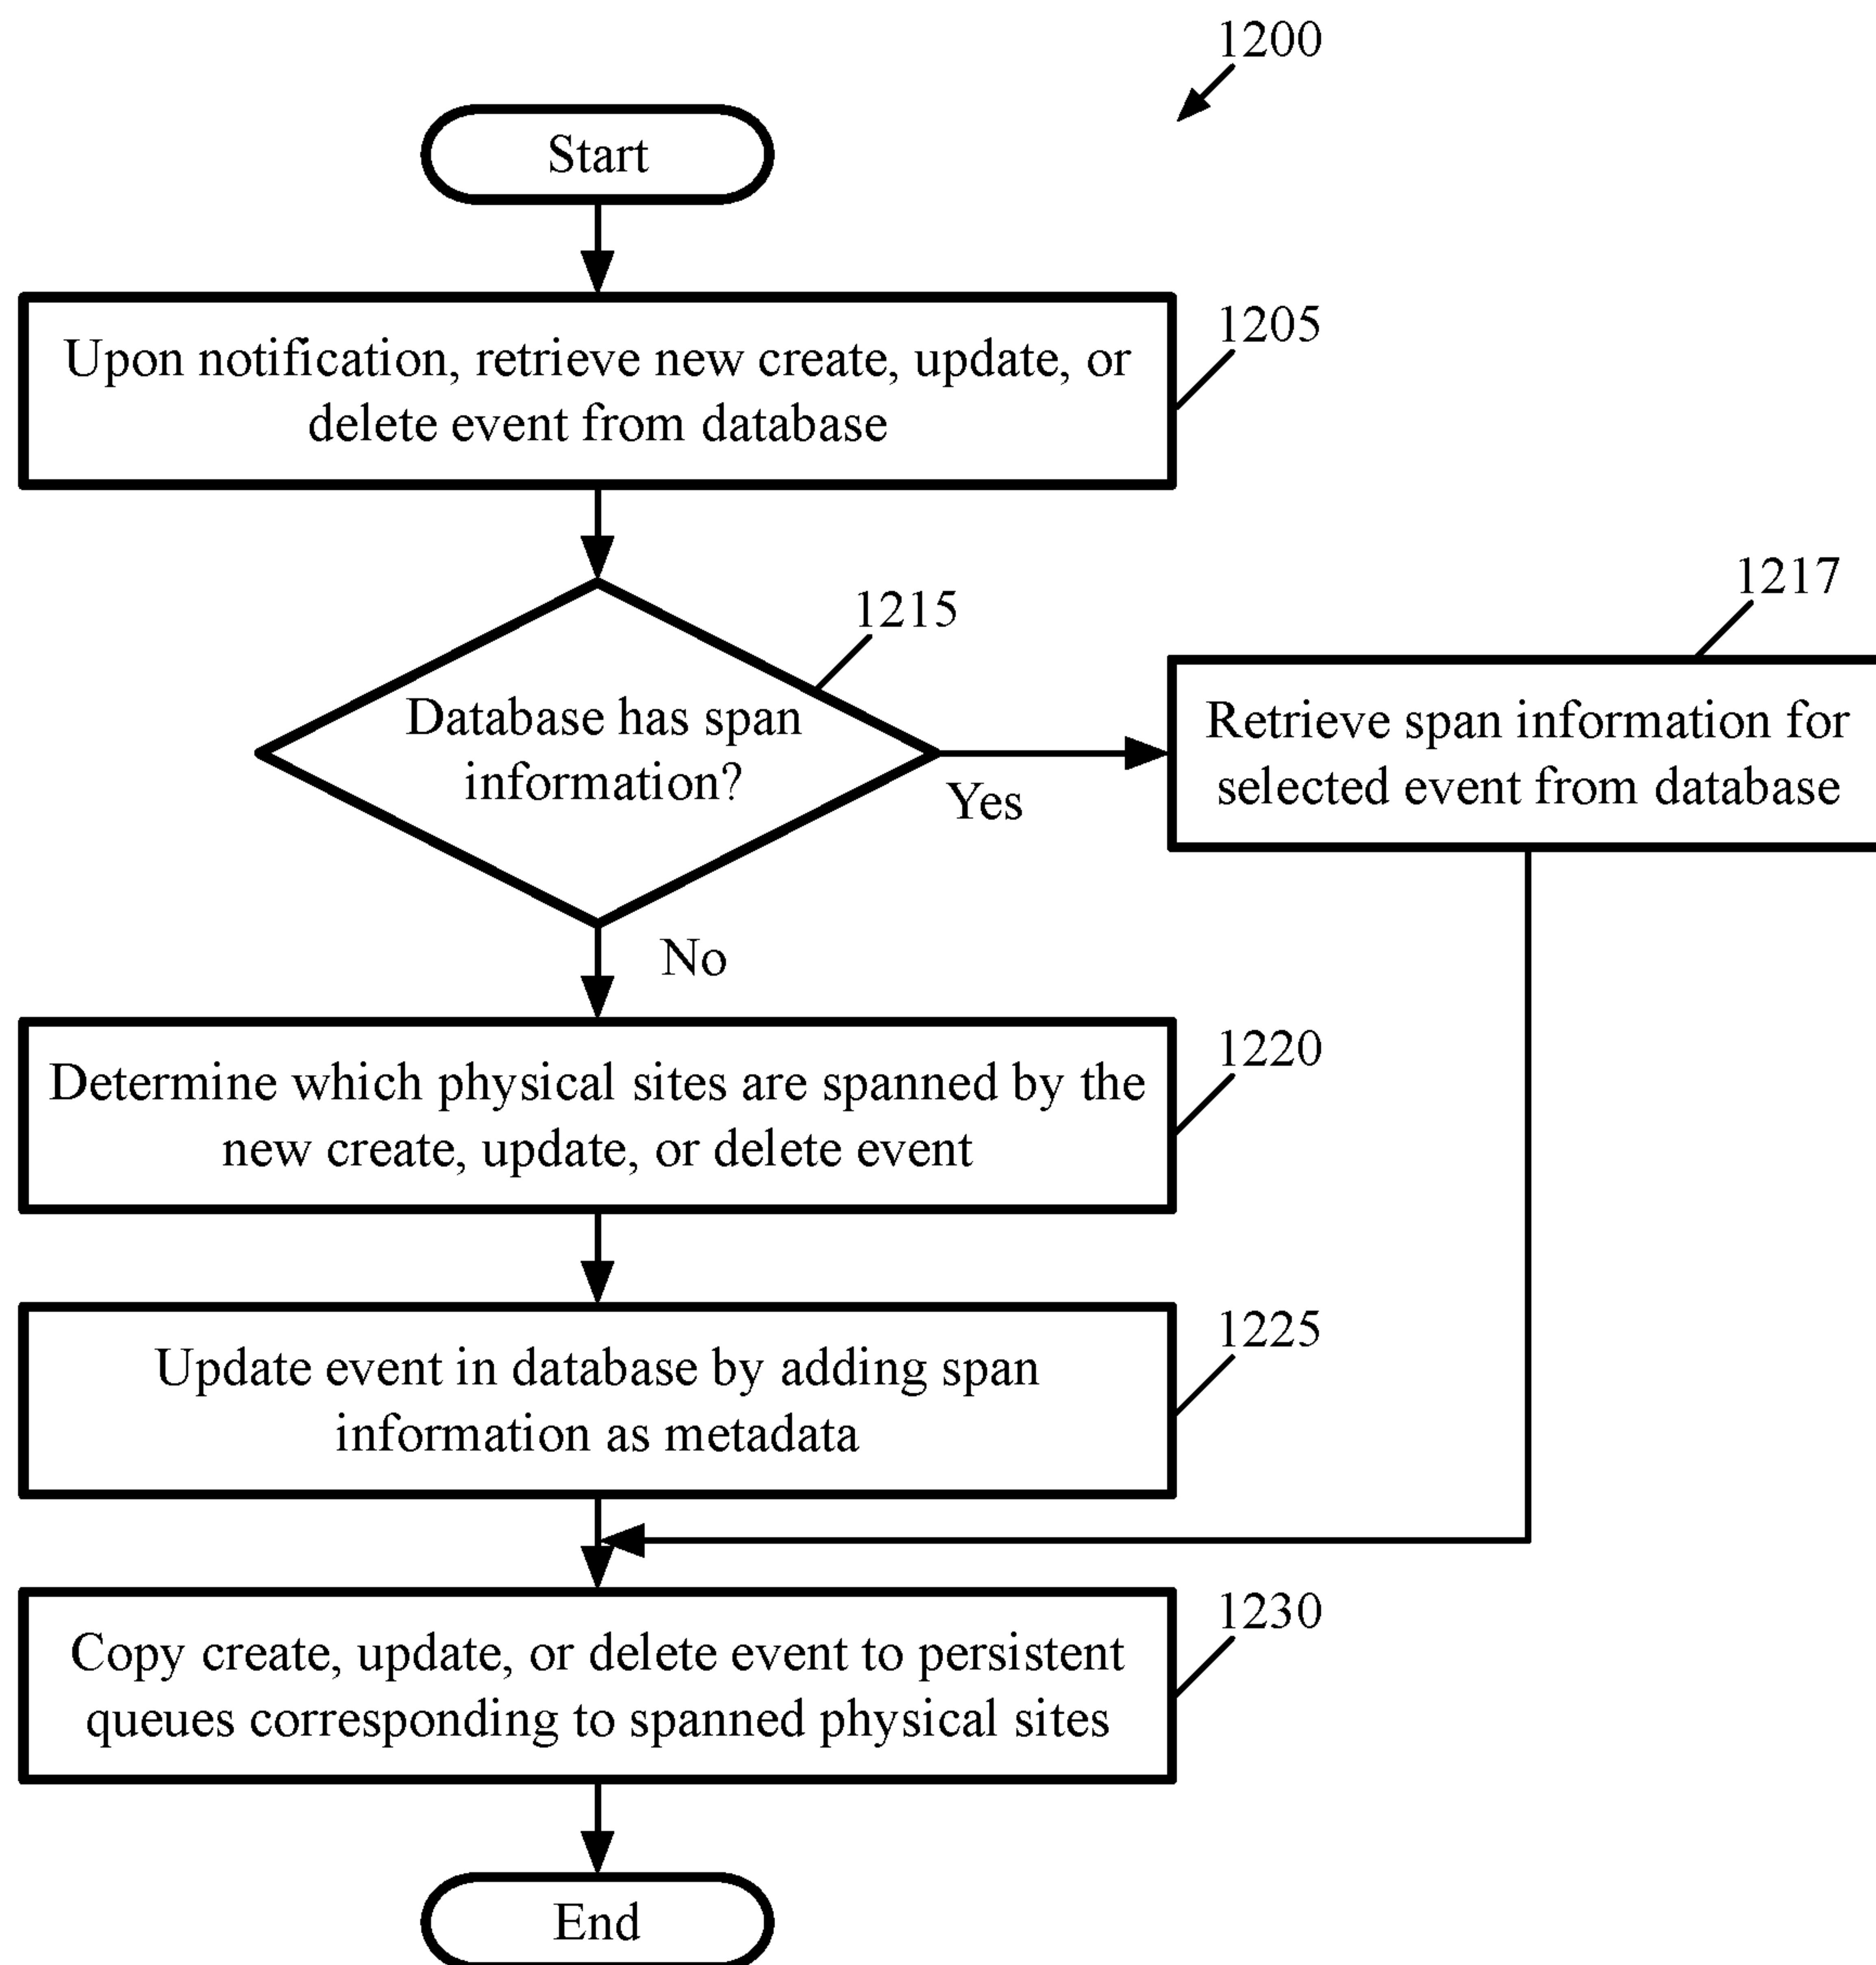 1200
Start
1205
Upon notification, retrieve new create, update, or
delete event from database
1215
Database has span
information?
Yes
1217
Retrieve span information for
selected event from database
No
1220
Determine which physical sites are spanned by the
new create, update, or delete event
1225
Update event in database by adding span
information as metadata
1230
Copy create, update, or delete event to persistent
queues corresponding to spanned physical sites
End